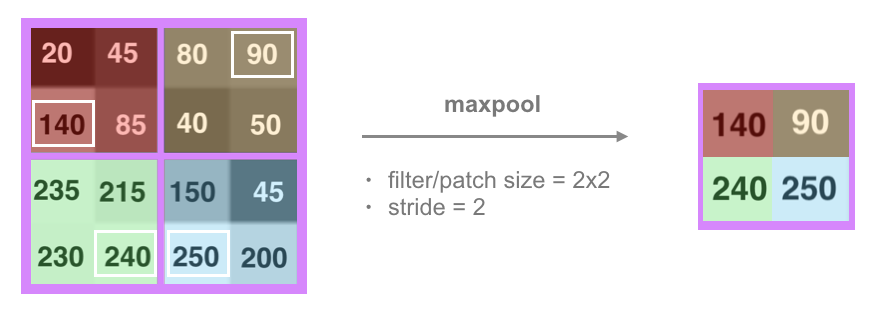 20 45 80 90
140 85 40 50
235 215 150 45
230 240 250 200
maxpool
• filter/patch size = 2x2
• stride = 2
140 90
240 250